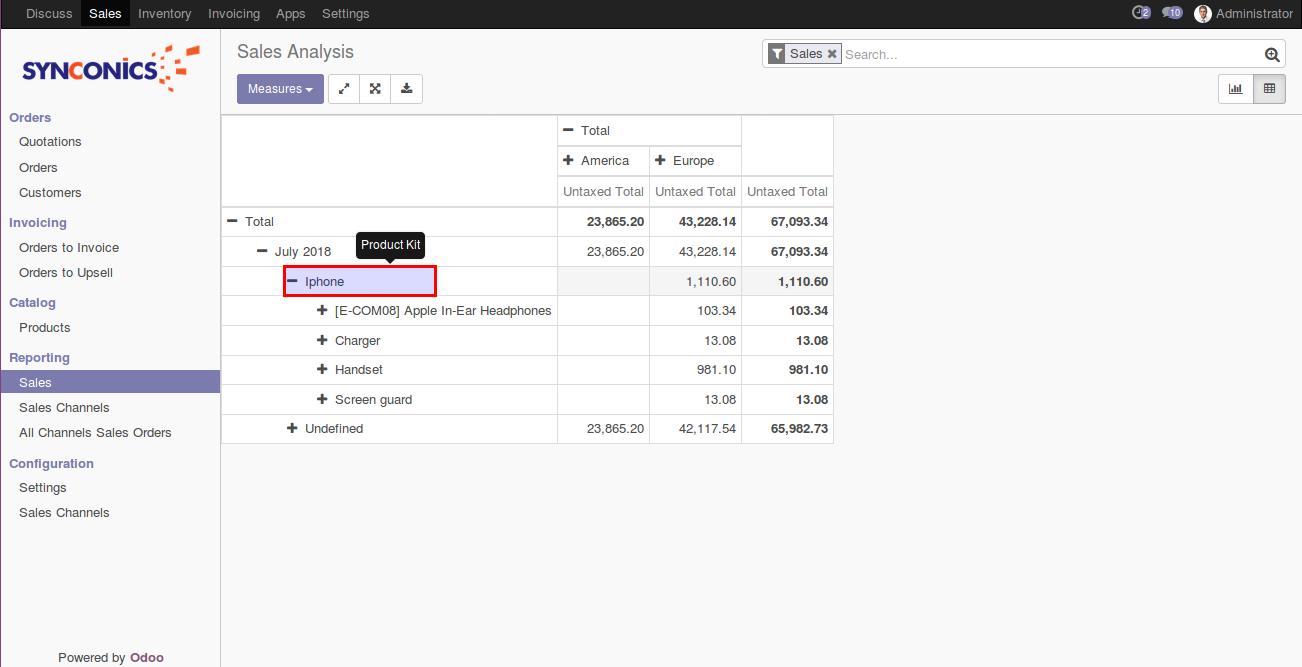 Discuss Sales Inventory Invoicing Apps Settings 2 10 Administrator
SYNCONICS
Orders
Quotations
Orders
Customers
Invoicing
Orders to Invoice
Orders to Upsell
Catalog
Products
Reporting
Sales
Sales Channels
All Channels Sales Orders
Configuration
Settings
Sales Channels
Powered by Odoo
Sales Analysis
Sales Search...
Measures
Total
America Europe
Untaxed Total Untaxed Total Untaxed Total
Total 23,865.20 43,228.14 67,093.34
July 2018 23,865.20 43,228.14 67,093.34
Product Kit
Iphone 1,110.60 1,110.60
[E-COM08] Apple In-Ear Headphones 103.34 103.34
Charger 13.08 13.08
Handset 981.10 981.10
Screen guard 13.08 13.08
Undefined 23,865.20 42,117.54 65,982.73